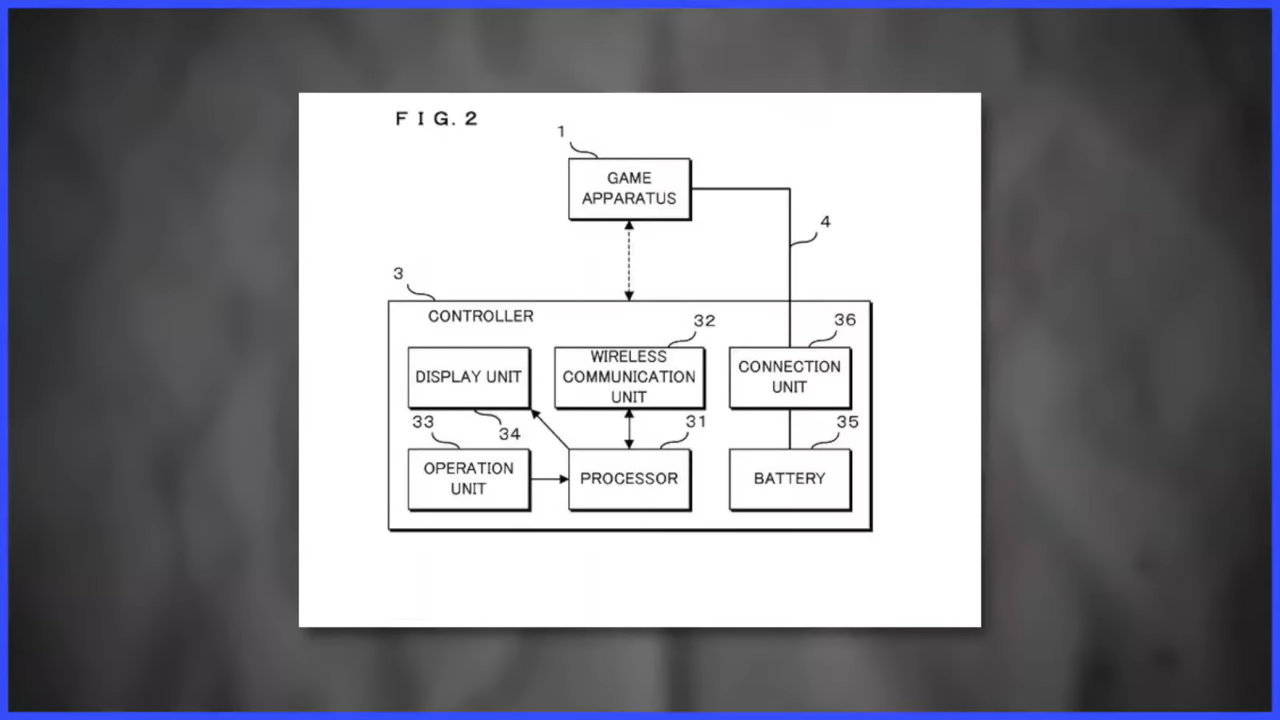 FIG. 2
1
GAME
APPARATUS
4
3
CONTROLLER
32
36
DISPLAY UNIT
WIRELESS
COMMUNICATION
UNIT
CONNECTION
UNIT
33
34
31
35
OPERATION
UNIT
PROCESSOR
BATTERY